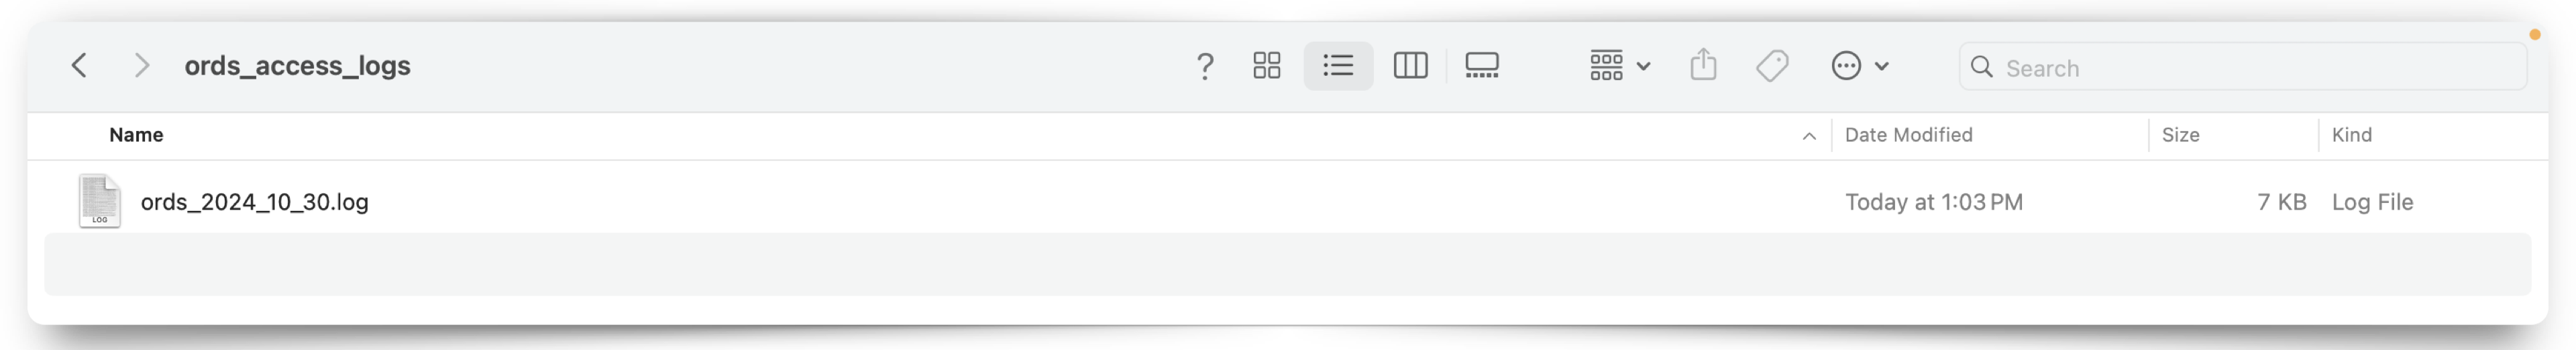 ords_access_logs
?
Search
Name Date Modified Size Kind
LOG
ords_2024_10_30.log Today at 1:03 PM 7 KB Log File